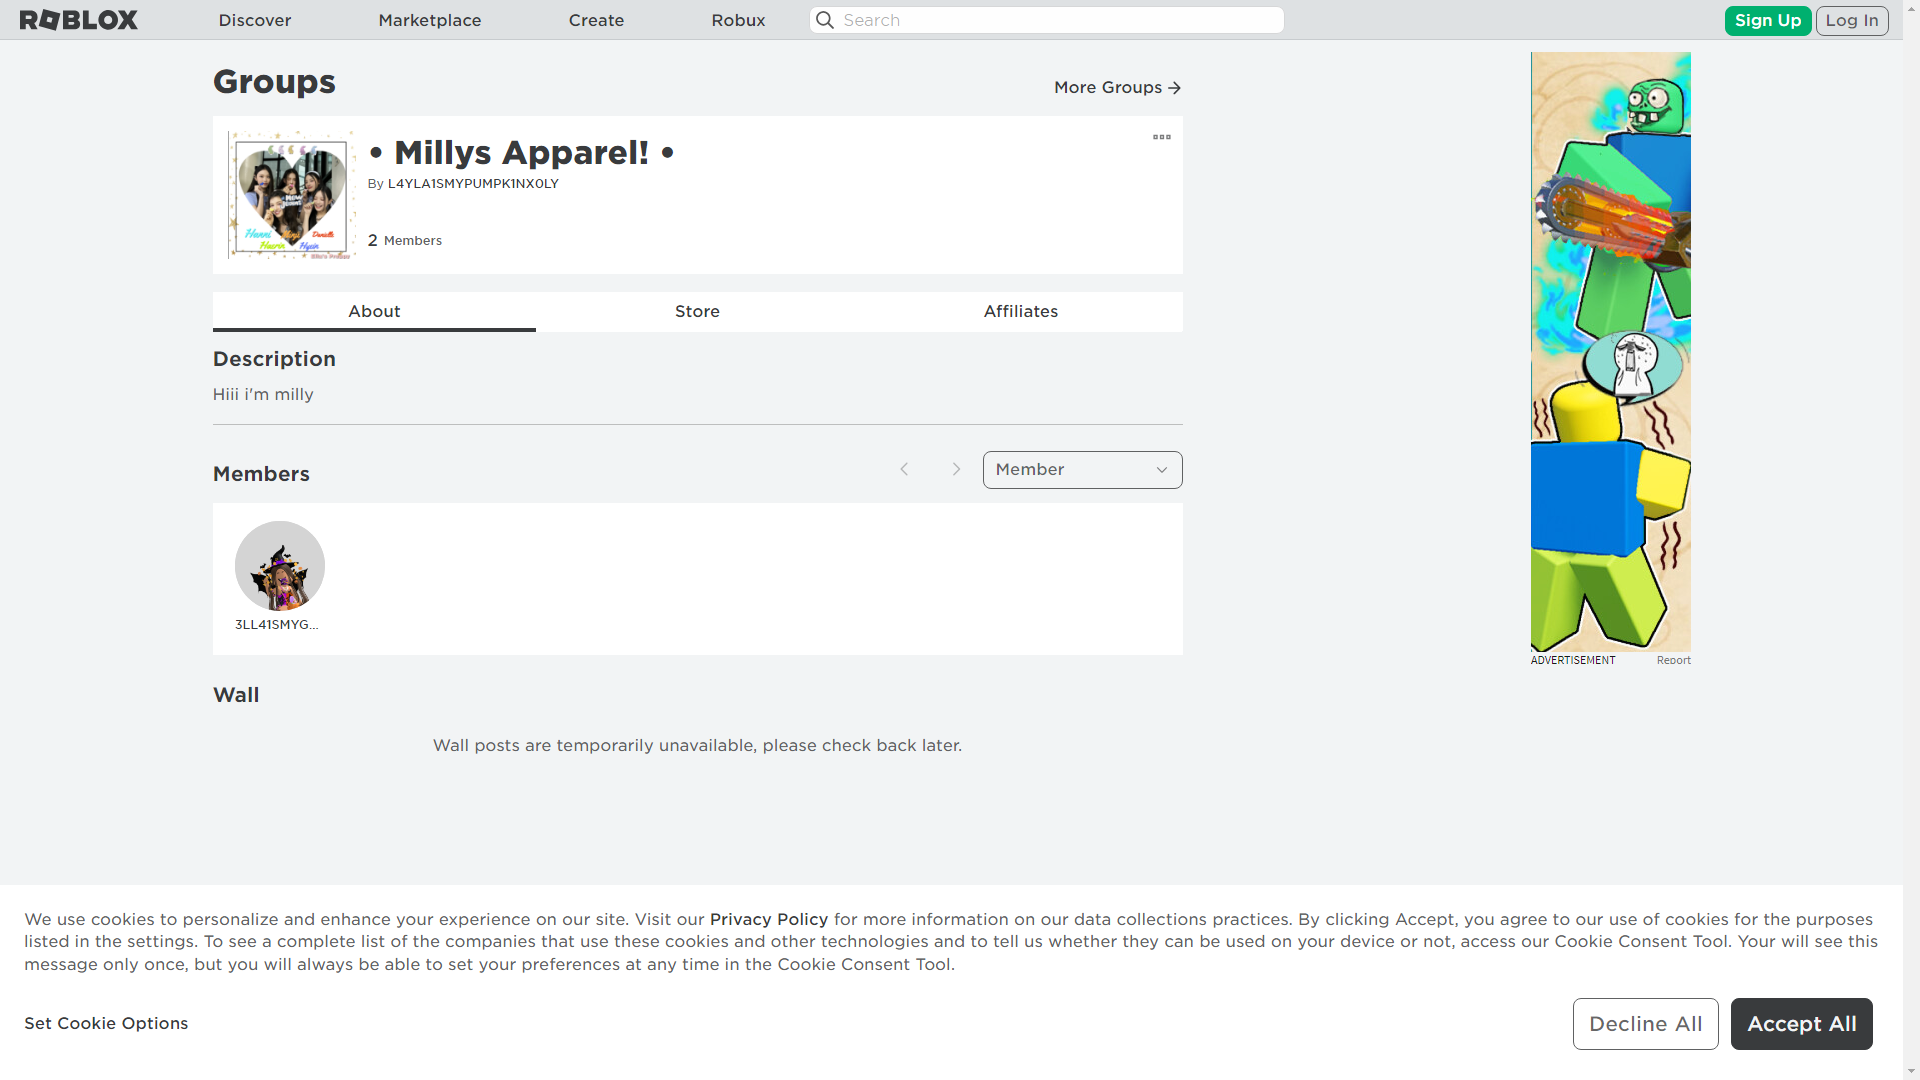 ROBLOX
Discover
Marketplace
Create
Robux
Search
Sign Up
Log In
Groups
More Groups
• Millys Apparel! •
By L4YLA1SMYPUMPK1NX0LY
2 Members
Hanni
Minji
Danielle
Haerin
Hyein
About
Store
Affiliates
Description
Hiii i'm milly
Members
Member
3LL41SMYG...
Wall
Wall posts are temporarily unavailable, please check back later.
ADVERTISEMENT
Report
We use cookies to personalize and enhance your experience on our site. Visit our Privacy Policy for more information on our data collections practices. By clicking Accept, you agree to our use of cookies for the purposes
listed in the settings. To see a complete list of the companies that use these cookies and other technologies and to tell us whether they can be used on your device or not, access our Cookie Consent Tool. Your will see this
message only once, but you will always be able to set your preferences at any time in the Cookie Consent Tool.
Set Cookie Options
Decline All
Accept All